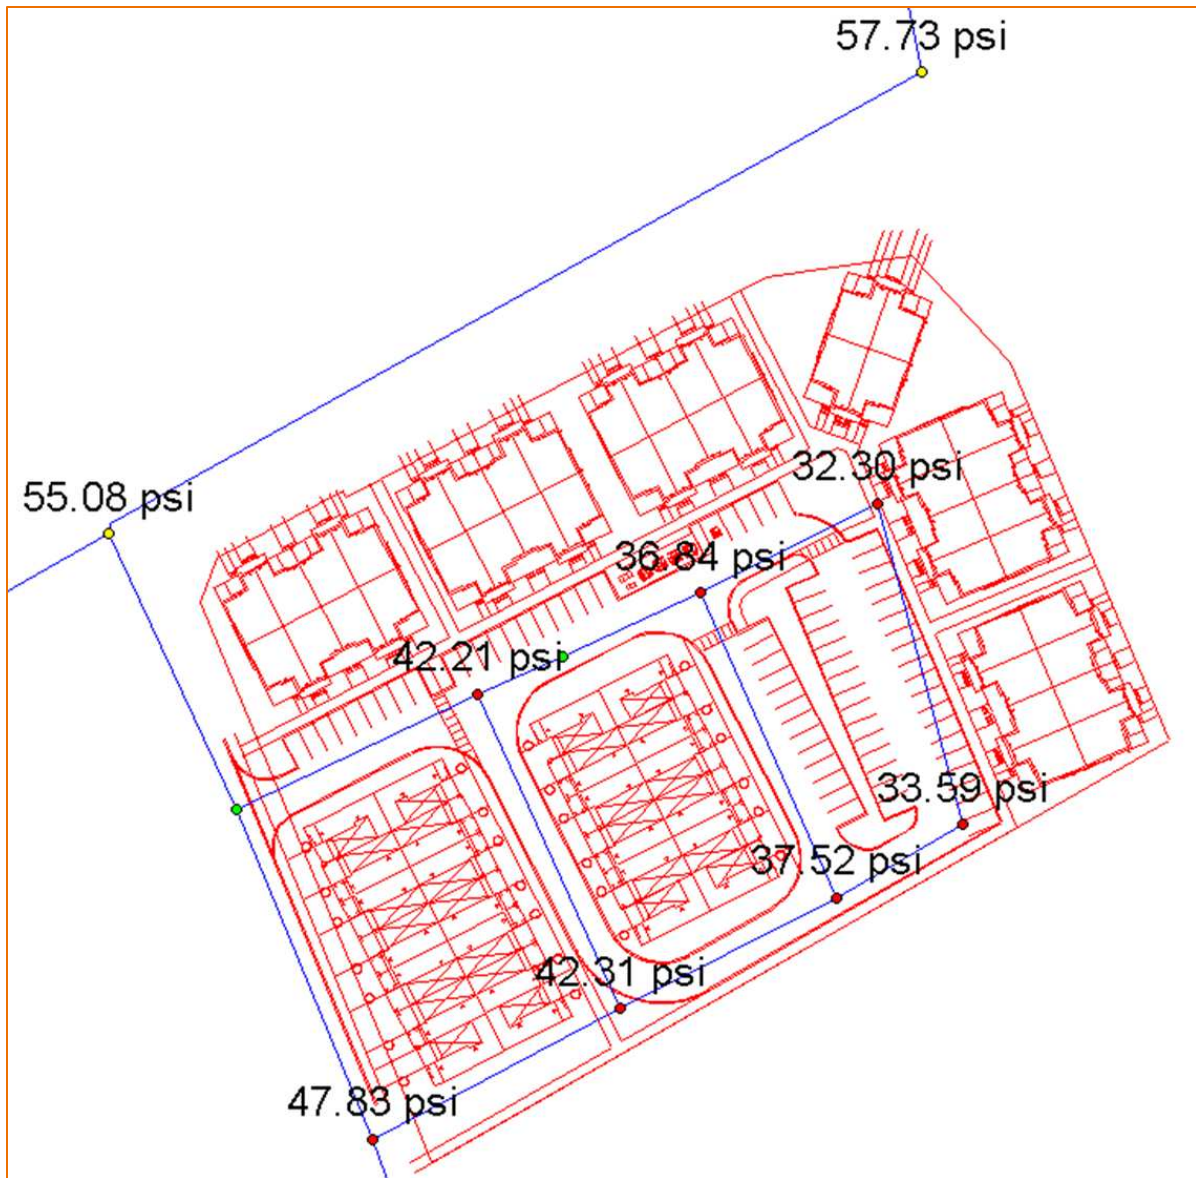 57.73 psi
55.08 psi
32.30 psi
36.84 psi
42.21 psi
33.59 psi
37.52 psi
42.31 psi
47.83 psi